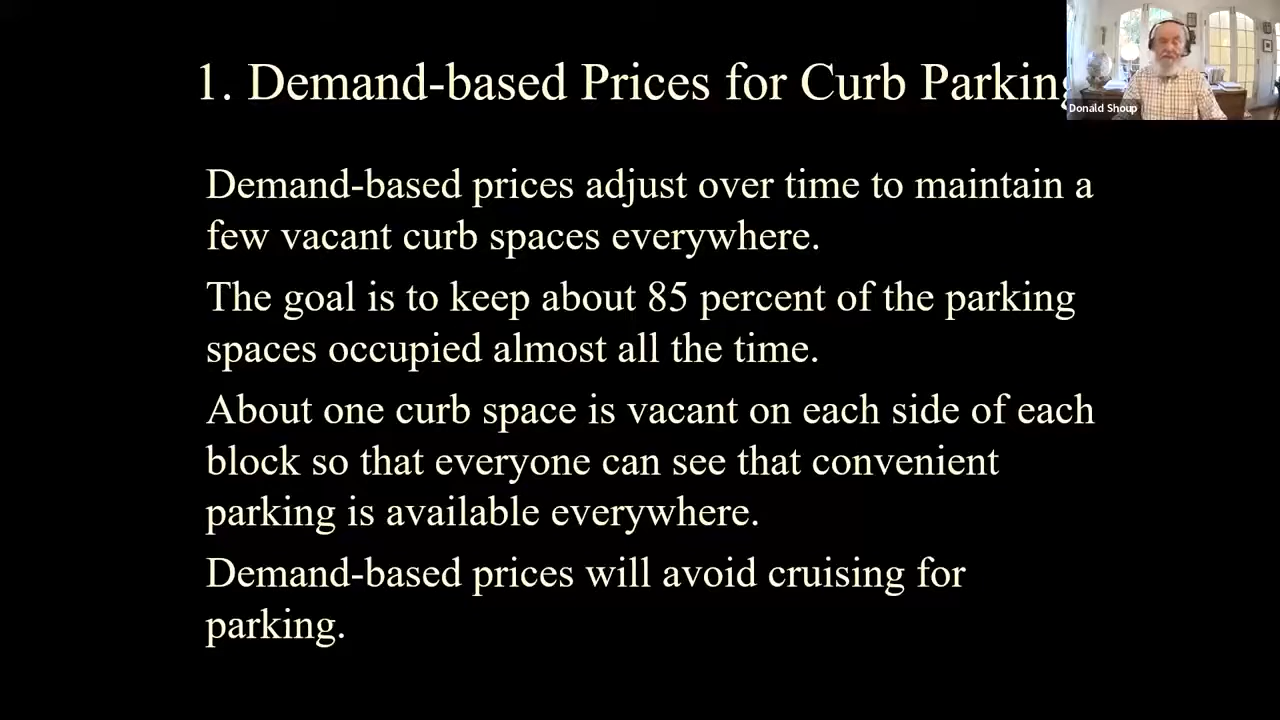 1. Demand-based Prices for Curb Parking
Donald Shoup
Demand-based prices adjust over time to maintain a
few vacant curb spaces everywhere.
The goal is to keep about 85 percent of the parking
spaces occupied almost all the time.
About one curb space is vacant on each side of each
block so that everyone can see that convenient
parking is available everywhere.
Demand-based prices will avoid cruising for
parking.